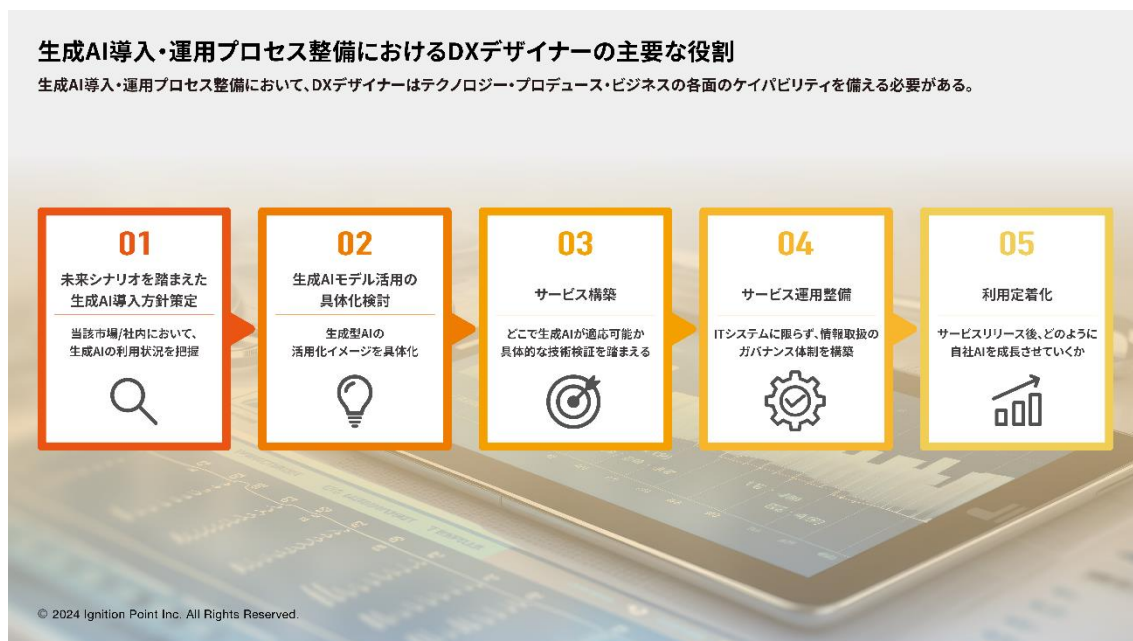 生成AI導入・運用プロセス整備におけるDXデザイナーの主要な役割
生成AI導入・運用プロセス整備において、DXデザイナーはテクノロジー・プロデュース・ビジネスの各面のケイパビリティを備える必要がある。
01
未来シナリオを踏まえた
生成AI導入方針策定
当該市場/社内において、
生成AIの利用状況を把握
02
生成AIモデル活用の
具体化検討
生成型AIの
活用化イメージを具体化
03
サービス構築
どこで生成AIが適応可能か
具体的な技術検証を踏まえる
04
サービス運用整備
ITシステムに限らず、情報取扱の
ガバナンス体制を構築
05
利用定着化
サービスリリース後、どのように
自社AIを成長させていくか
© 2024 Ignition Point Inc. All Rights Reserved.